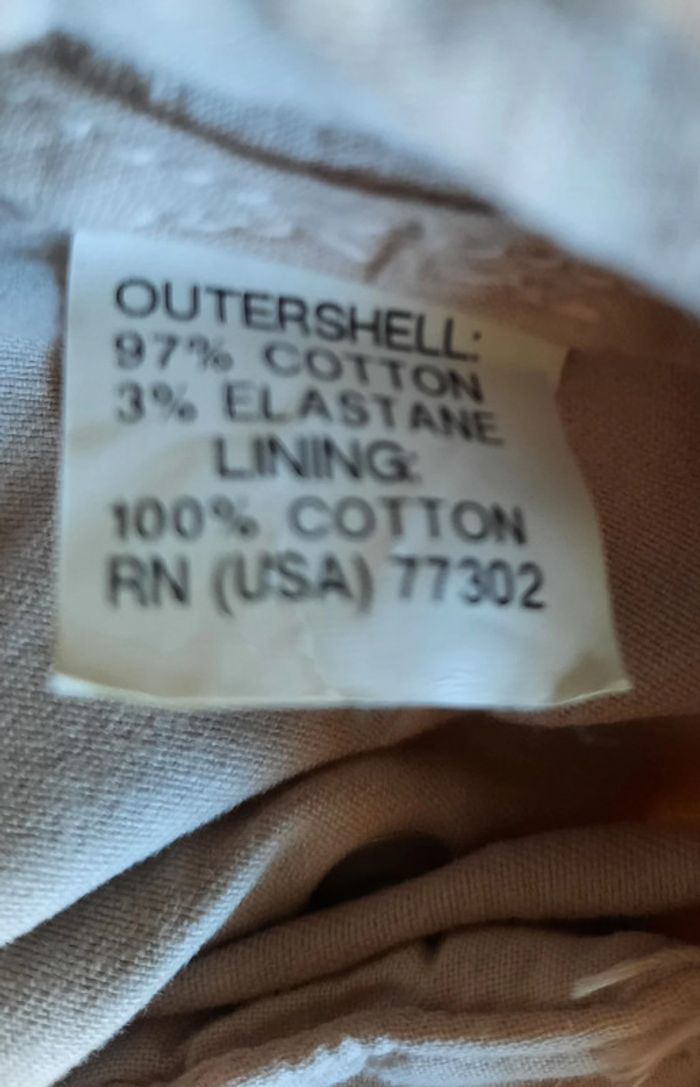 OUTERSHELL:
97% COTTON
3% ELASTANE
LINING:
100% COTTON
RN (USA) 77302